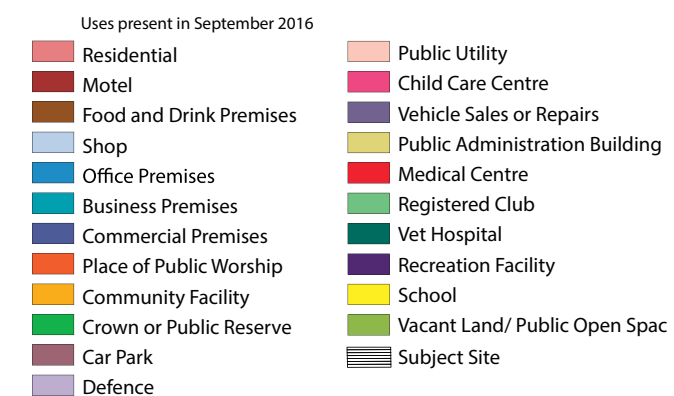 Uses present in September 2016
Residential
Motel
Food and Drink Premises
Shop
Office Premises
Business Premises
Commercial Premises
Place of Public Worship
Community Facility
Crown or Public Reserve
Car Park
Defence
Public Utility
Child Care Centre
Vehicle Sales or Repairs
Public Administration Building
Medical Centre
Registered Club
Vet Hospital
Recreation Facility
School
Vacant Land/ Public Open Spac
Subject Site